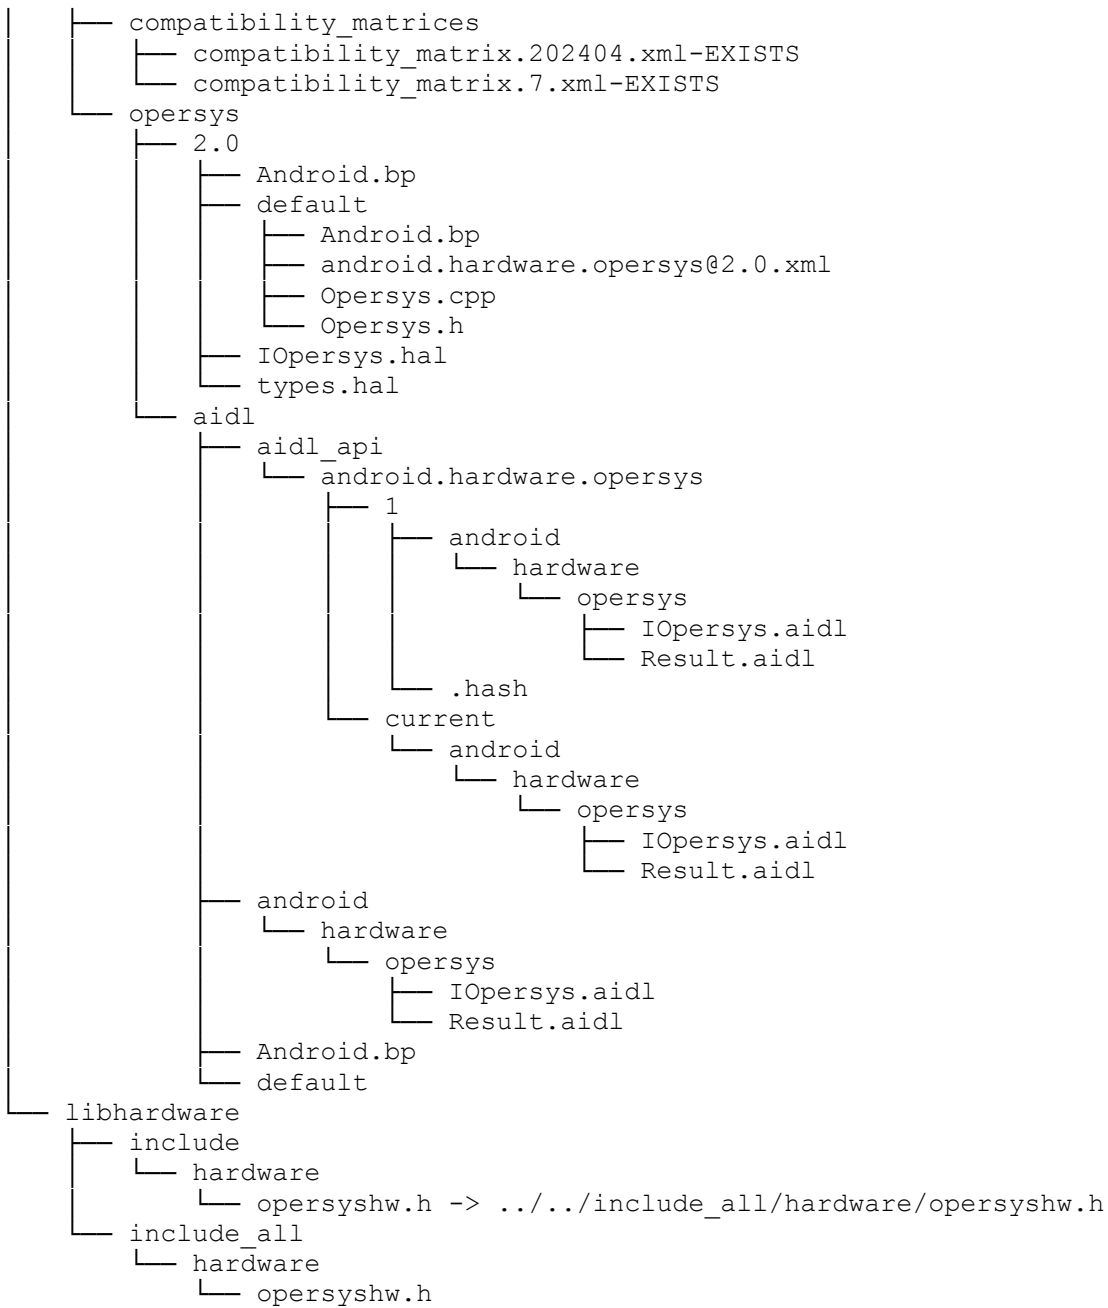 compatibility_matrices
compatibility_matrix.202404.xml-EXISTS
compatibility_matrix.7.xml-EXISTS
opersys
2.0
Android.bp
default
Android.bp
android.hardware.opersys@2.0.xml
Opersys.cpp
Opersys.h
IOpersys.hal
types.hal
aidl
aidl_api
android.hardware.opersys
1
android
hardware
opersys
IOpersys.aidl
Result.aidl
.hash
current
android
hardware
opersys
IOpersys.aidl
Result.aidl
android
hardware
opersys
IOpersys.aidl
Result.aidl
Android.bp
default
libhardware
include
hardware
opersyshw.h -> ../../include_all/hardware/opersyshw.h
include_all
hardware
opersyshw.h